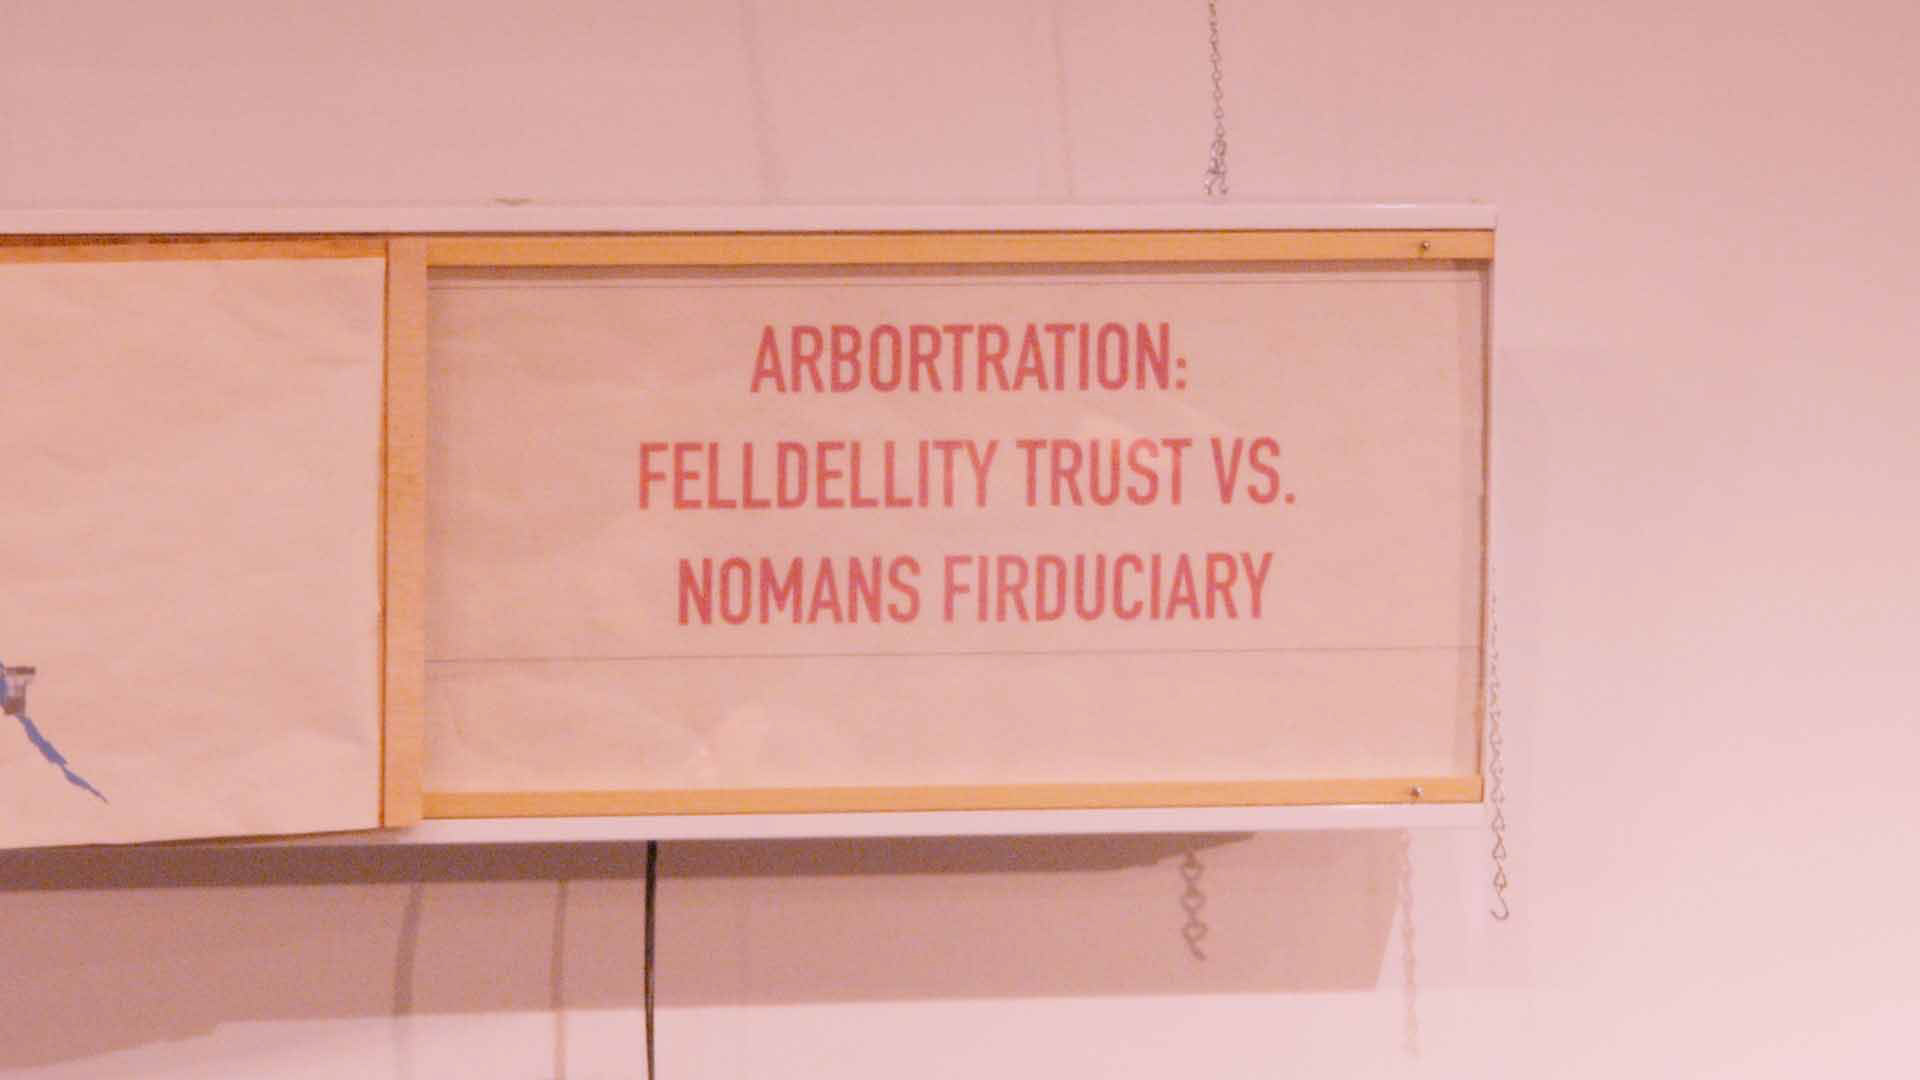 ARBORTRATION:
FELLDELLITY TRUST VS.
NOMANS FIRDUCIARY